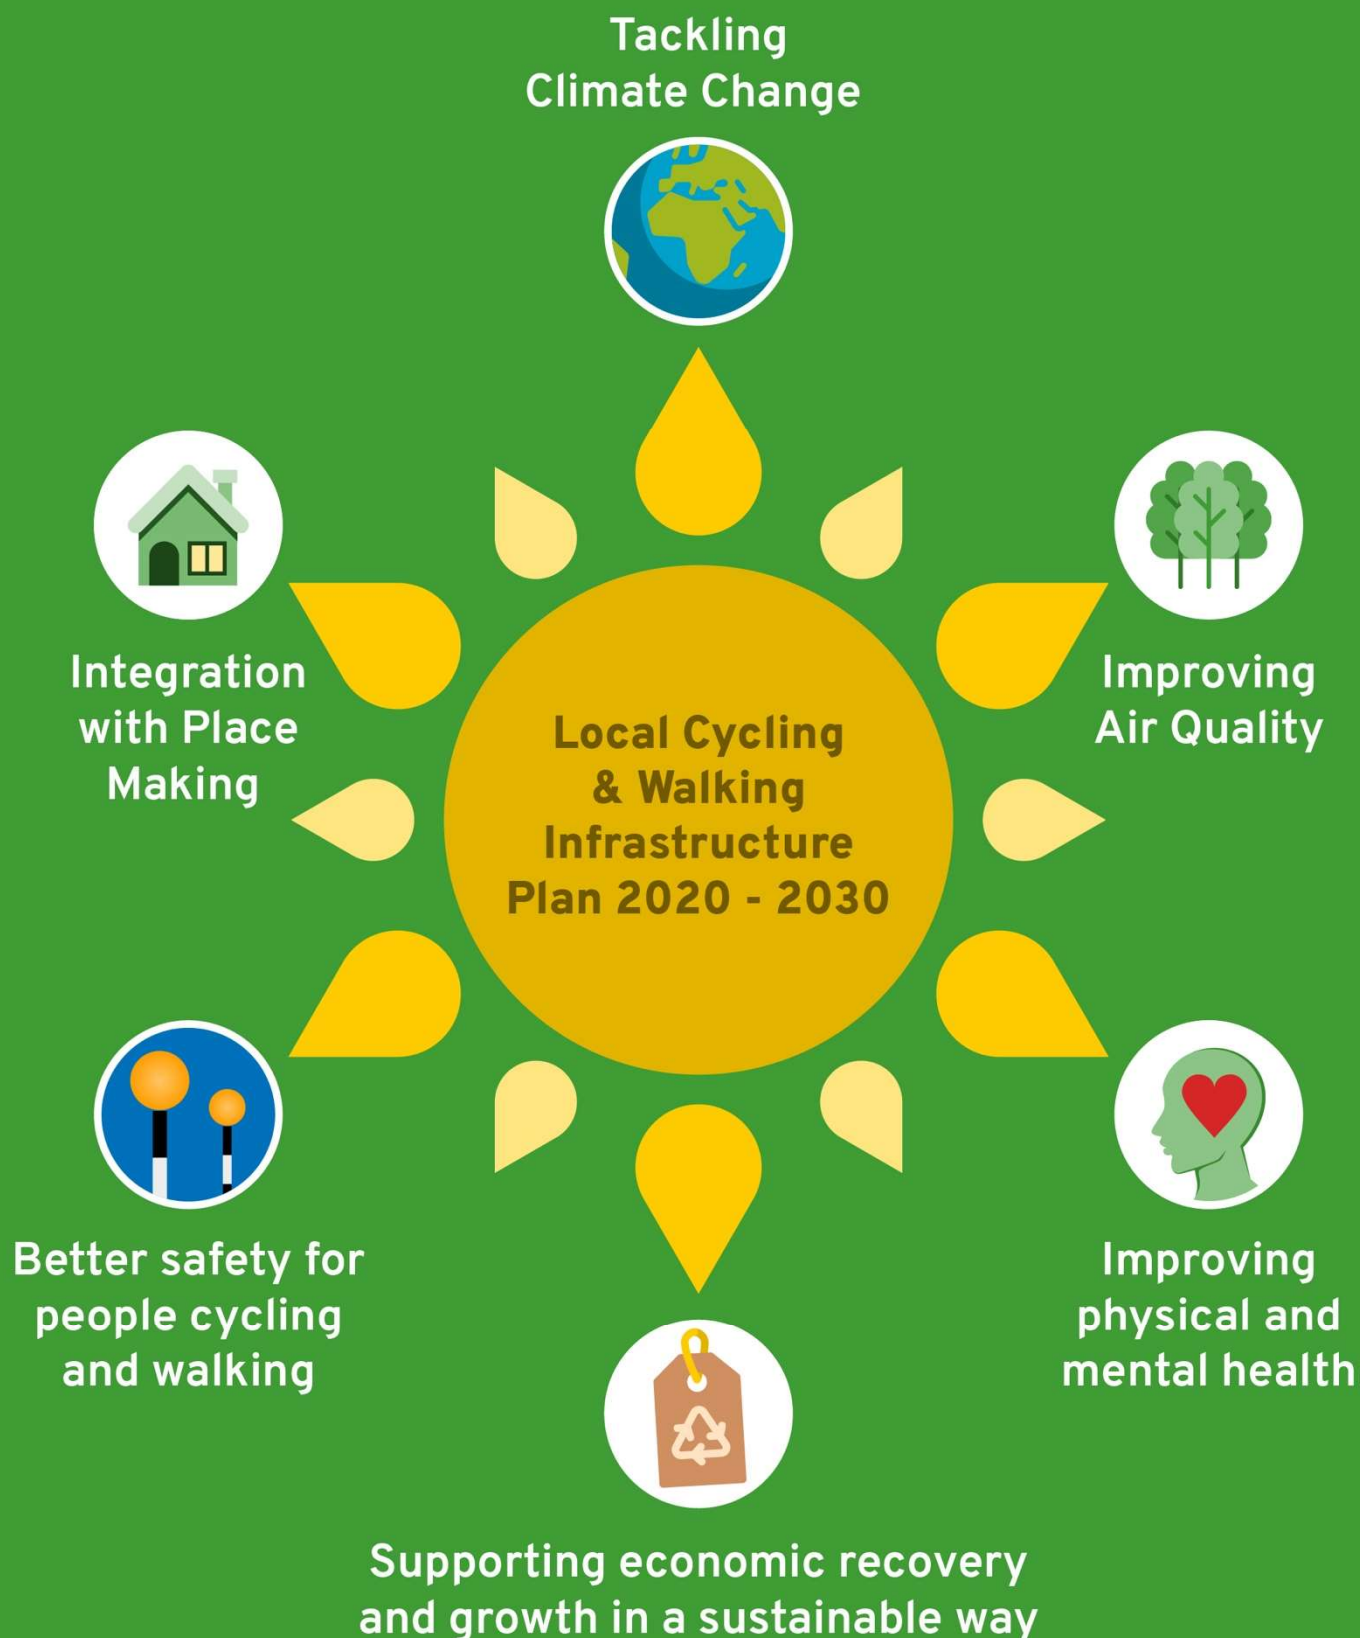 Tackling
Climate Change
Integration
with Place
Making
Improving
Air Quality
Local Cycling
& Walking
Infrastructure
Plan 2020 - 2030
Better safety for
people cycling
and walking
Improving
physical and
mental health
Supporting economic recovery
and growth in a sustainable way